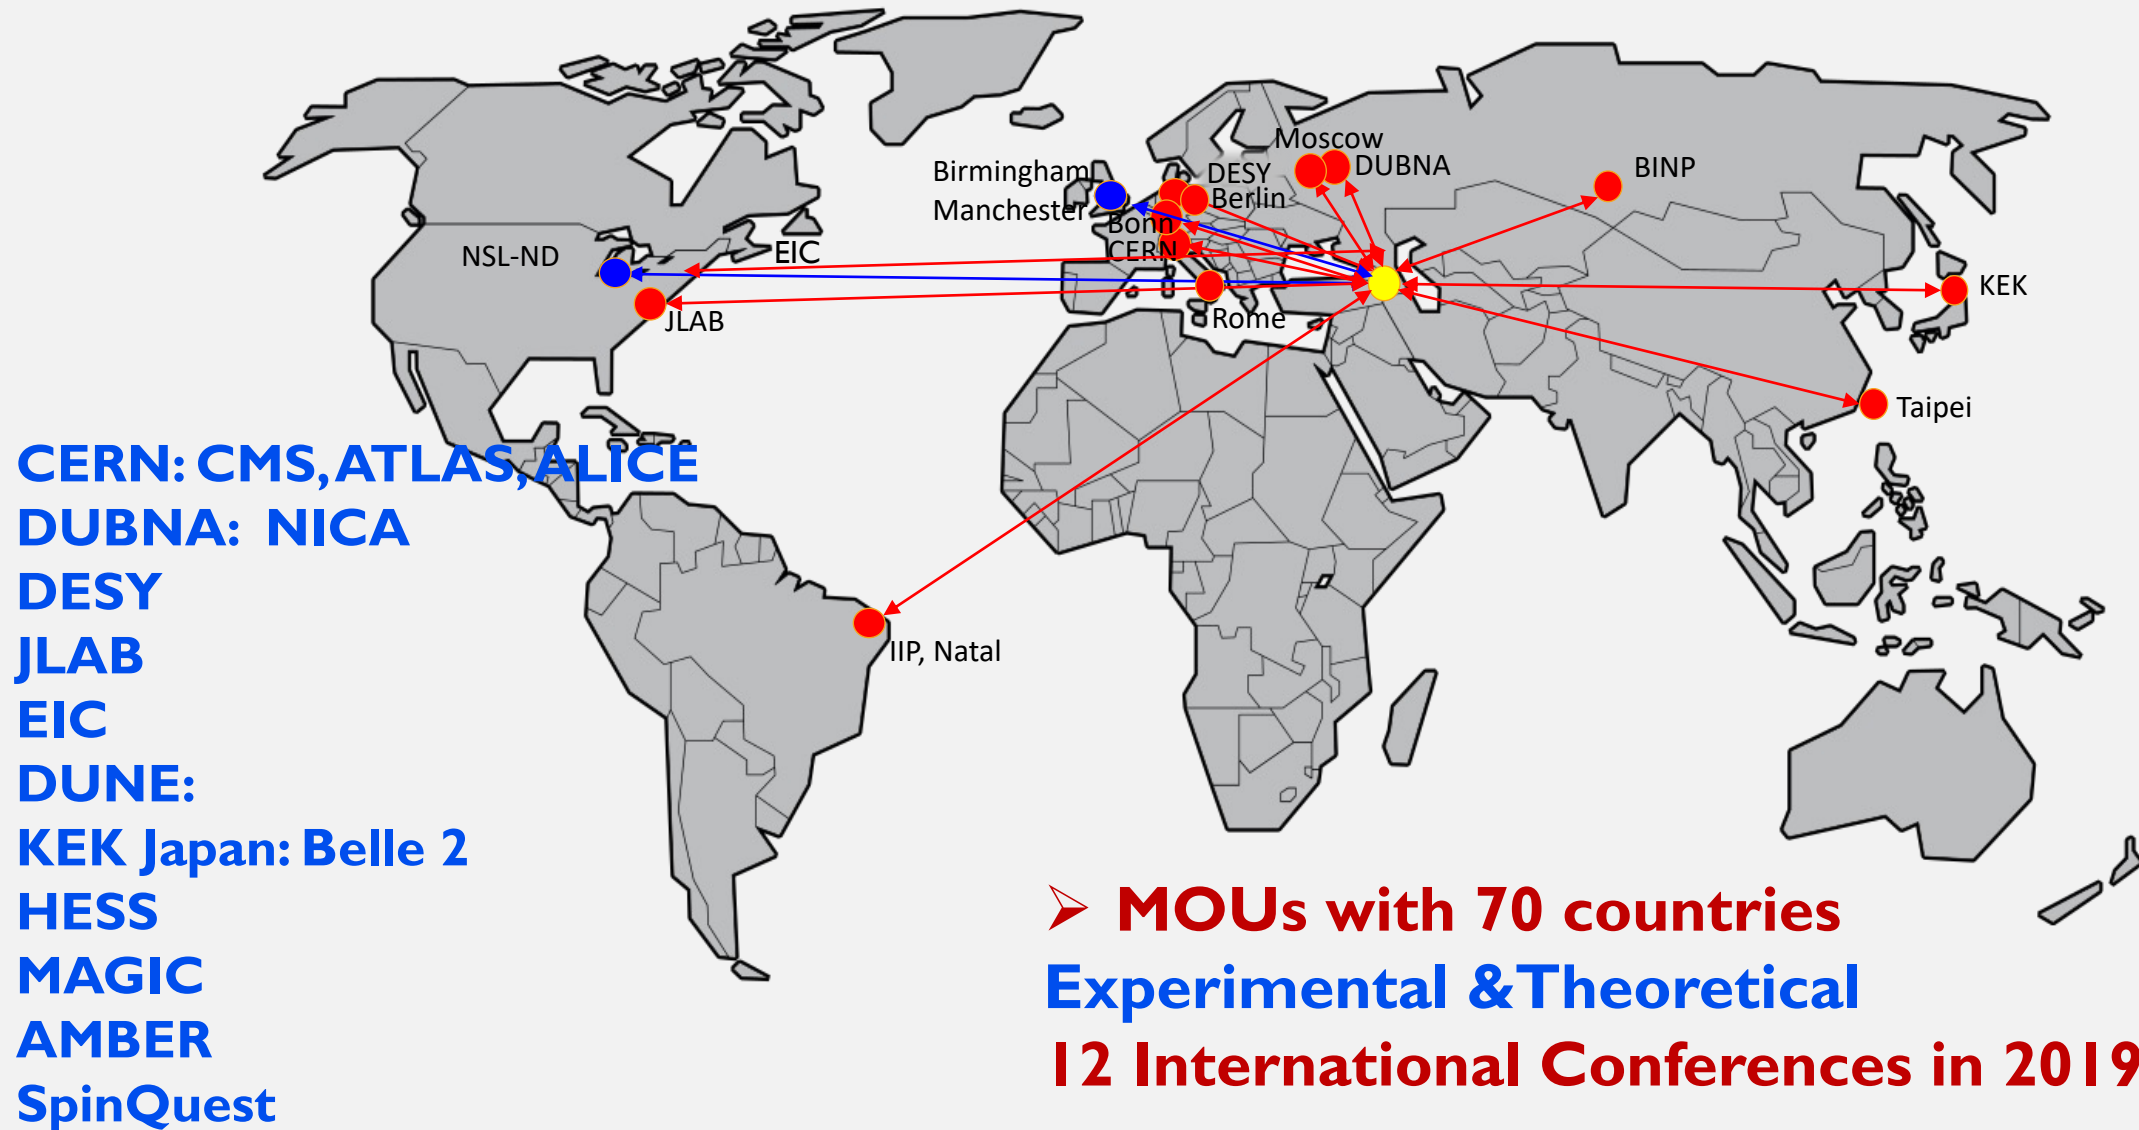 Moscow
DUBNA
BINP
Birmingham
Manchester
DESY
Berlin
Bonn
CERN
NSL-ND
EIC
JLAB
Rome
KEK
Taipei
IIP, Natal
CERN: CMS, ATLAS, ALICE
DUBNA: NICA
DESY
JLAB
EIC
DUNE:
KEK Japan: Belle 2
HESS
MAGIC
AMBER
SpinQuest
➢ MOUs with 70 countries
Experimental & Theoretical
12 International Conferences in 2019